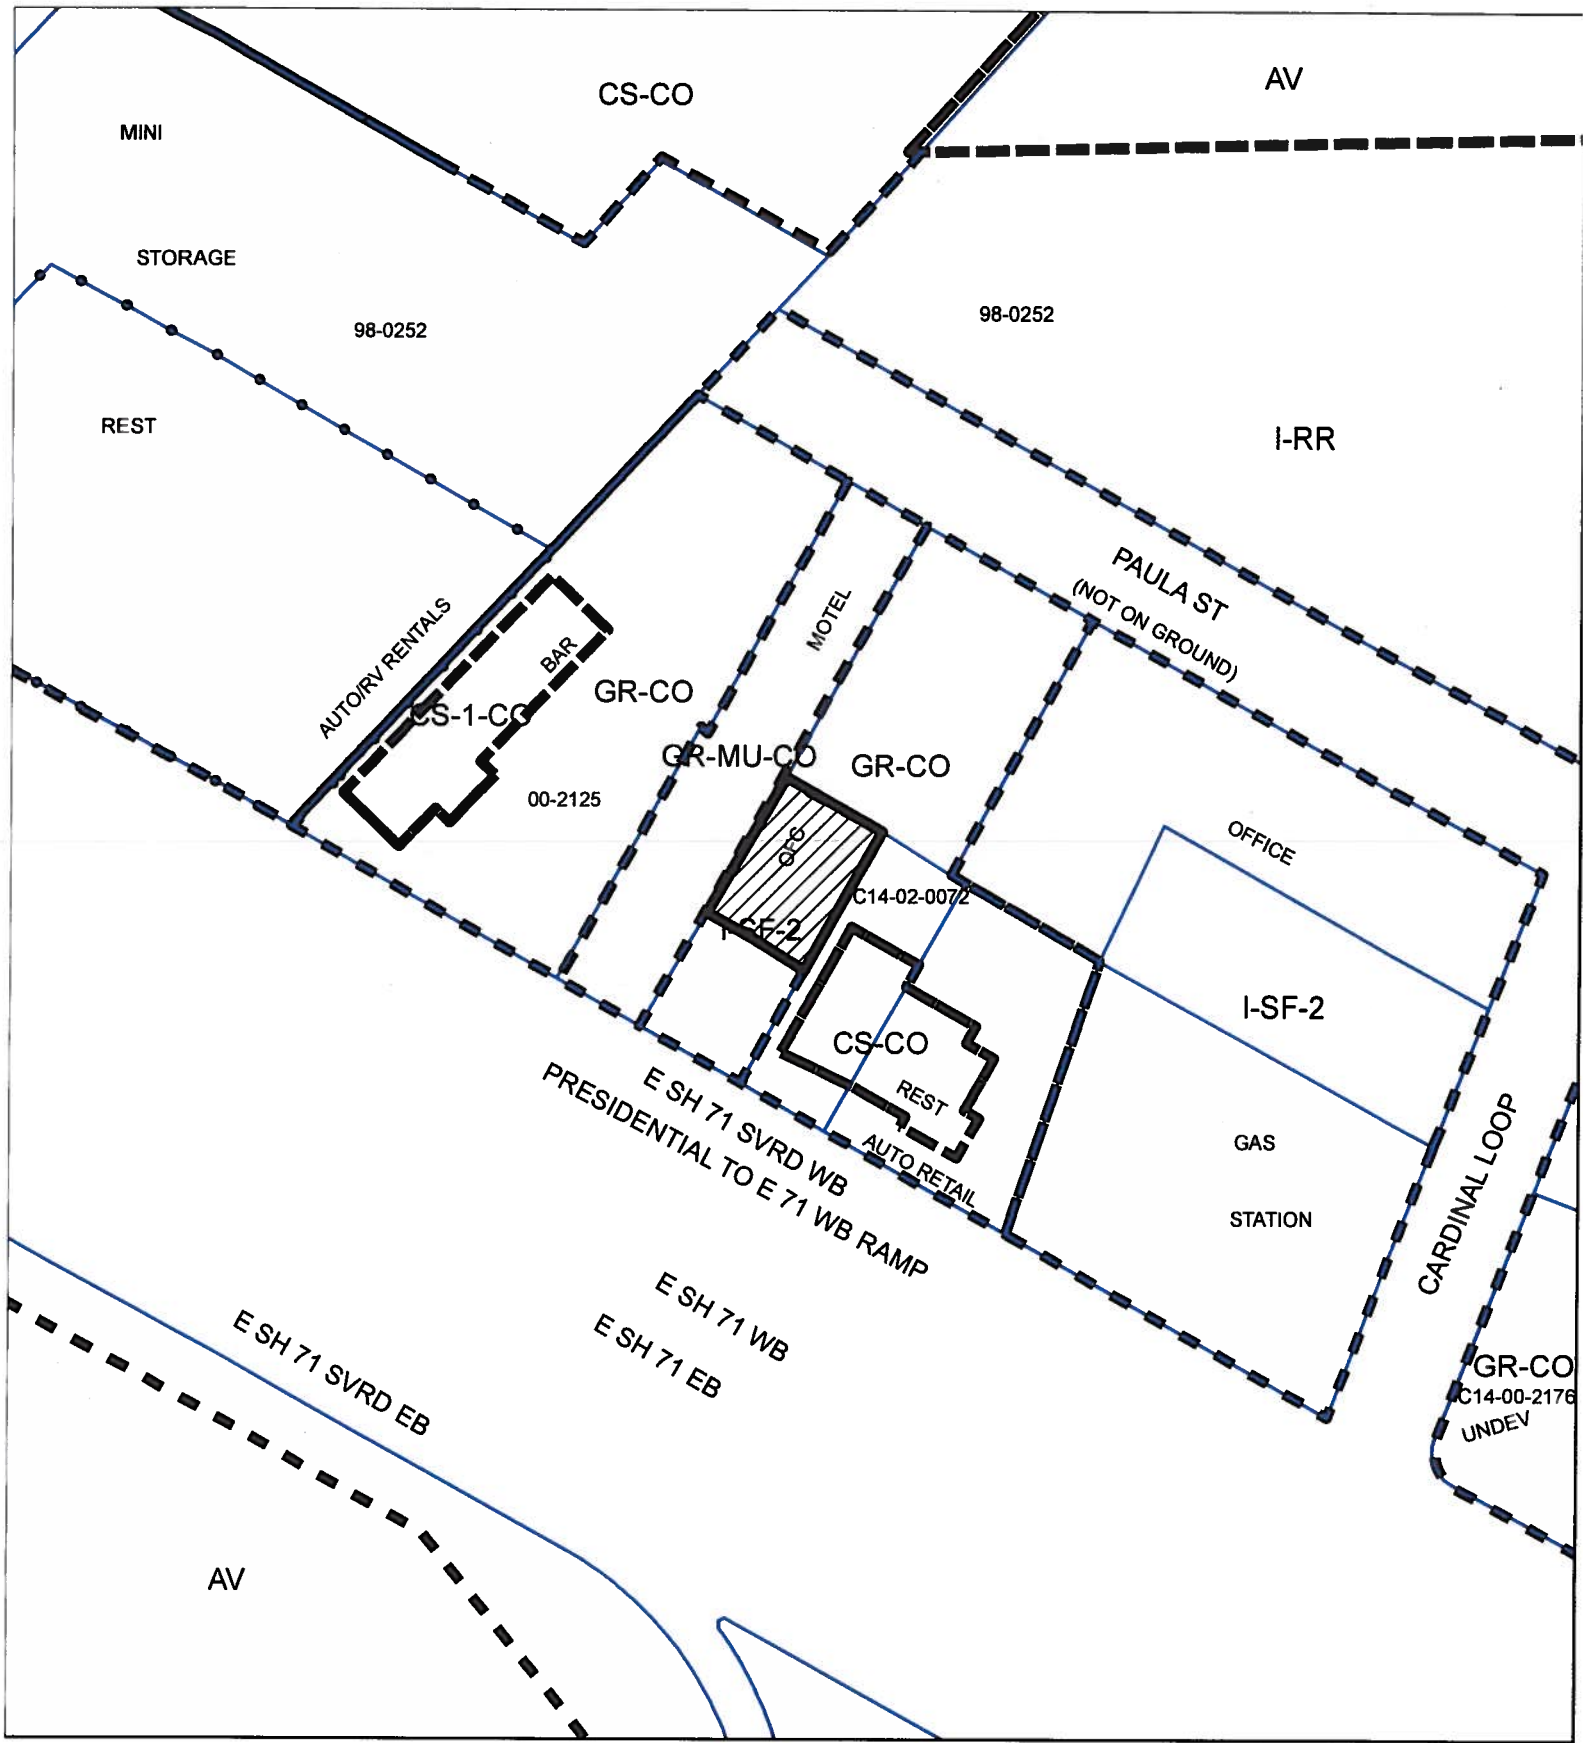 CS-CO
AV
MINI
STORAGE
98-0252
98-0252
REST
I-RR
PAULA ST
(NOT ON GROUND)
MOTEL
AUTO/RV RENTALS
BAR
GR-CO
CS-1-CO
GR-MU-CO
GR-CO
00-2125
OFC
OFFICE
C14-02-0072
I-SF-2
I-SF-2
CS-CO
REST
AUTO RETAIL
E SH 71 SVRD WB
PRESIDENTIAL TO E 71 WB RAMP
GAS
STATION
CARDINAL LOOP
E SH 71 WB
E SH 71 EB
E SH 71 SVRD EB
GR-CO
C14-00-2176
UNDEV
AV